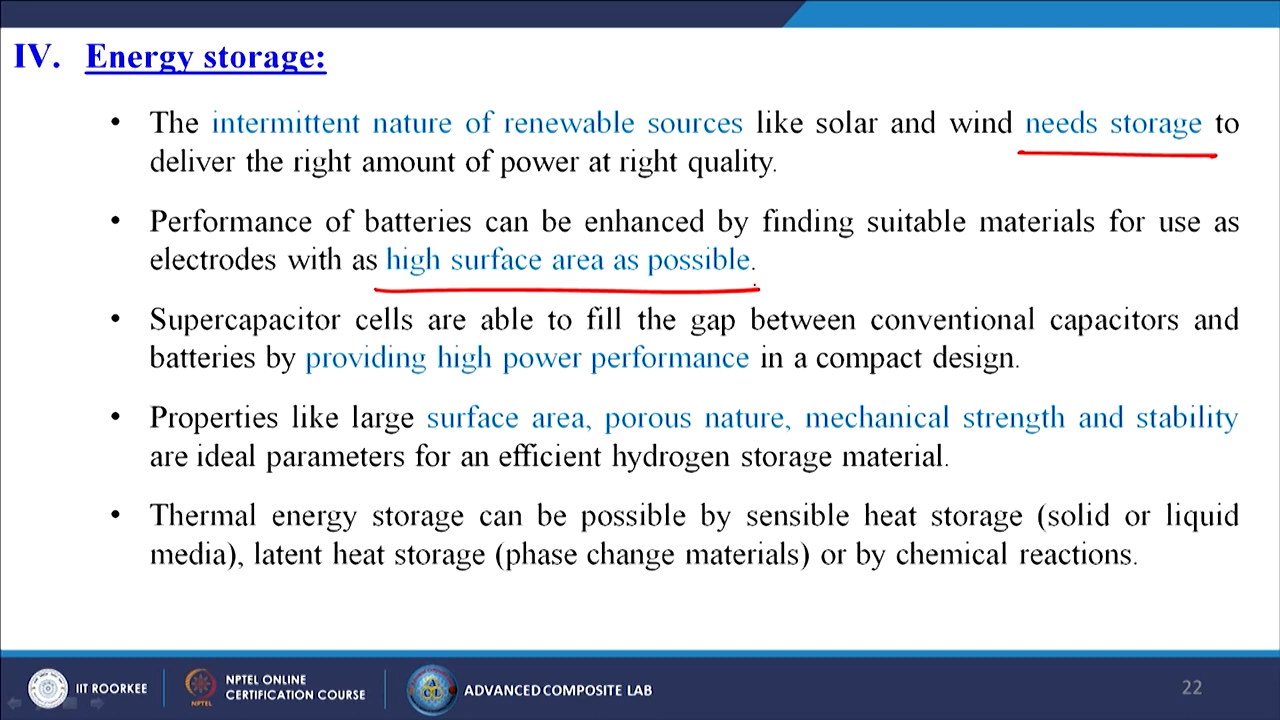 IV. Energy storage:
• The intermittent nature of renewable sources like solar and wind needs storage to
deliver the right amount of power at right quality.
• Performance of batteries can be enhanced by finding suitable materials for use as
electrodes with as high surface area as possible.
• Supercapacitor cells are able to fill the gap between conventional capacitors and
batteries by providing high power performance in a compact design.
• Properties like large surface area, porous nature, mechanical strength and stability
are ideal parameters for an efficient hydrogen storage material.
• Thermal energy storage can be possible by sensible heat storage (solid or liquid
media), latent heat storage (phase change materials) or by chemical reactions.
IIT ROORKEE
NPTEL
NPTEL ONLINE
CERTIFICATION COURSE
ACL
ADVANCED COMPOSITE LAB
22